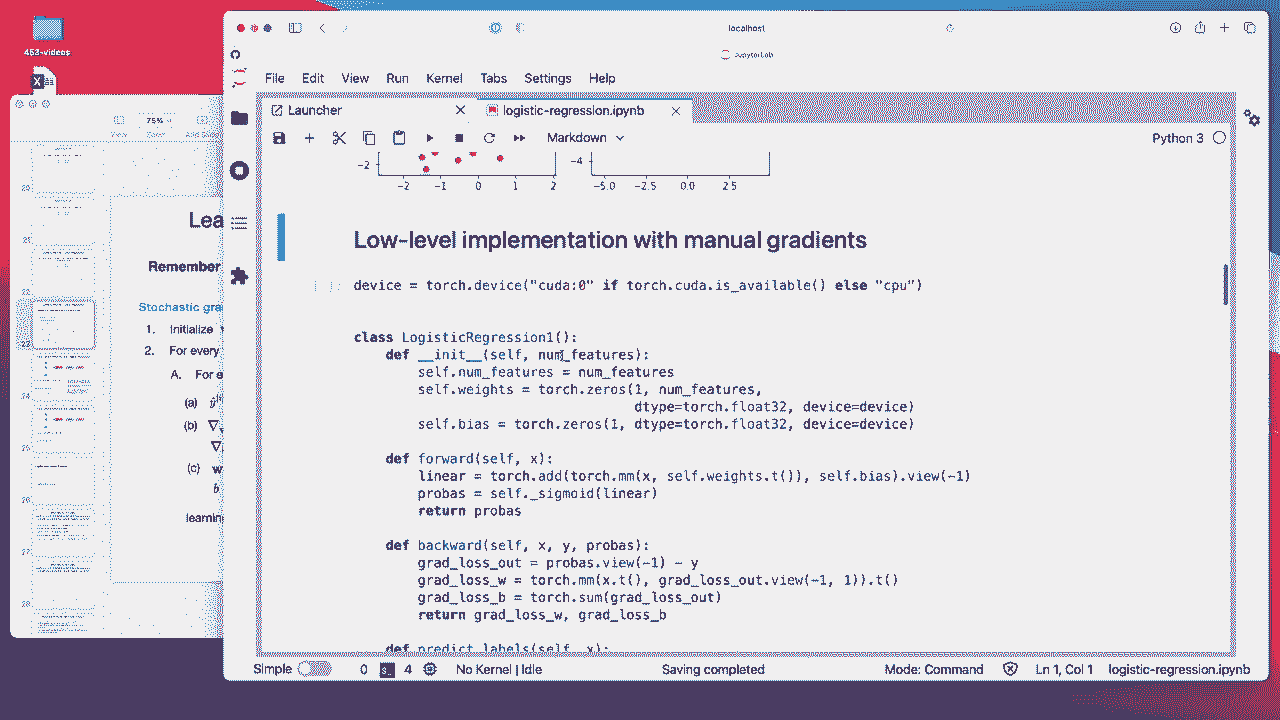 453-videos
localhost
JupyterLab
File Edit View Run Kernel Tabs Settings Help
Launcher
logistic-regression.ipynb
Markdown
Python 3
75%
−2
−4
−2 −1 0 1 2
−5.0 −2.5 0.0 2.5
Low-level implementation with manual gradients
device = torch.device("cuda:0" if torch.cuda.is_available() else "cpu")
class LogisticRegression1():
def __init__(self, num_features):
self.num_features = num_features
self.weights = torch.zeros(1, num_features,
dtype=torch.float32, device=device)
self.bias = torch.zeros(1, dtype=torch.float32, device=device)
def forward(self, x):
linear = torch.add(torch.mm(x, self.weights.t()), self.bias).view(-1)
probas = self._sigmoid(linear)
return probas
def backward(self, x, y, probas):
grad_loss_out = probas.view(-1) - y
grad_loss_w = torch.mm(x.t(), grad_loss_out.view(-1, 1)).t()
grad_loss_b = torch.sum(grad_loss_out)
return grad_loss_w, grad_loss_b
def predict_labels(self, x):
Simple 0 4 No Kernel | Idle Saving completed Mode: Command Ln 1, Col 1 logistic-regression.ipynb
Lea
Remember
Stochastic gra
1. Initialize
2. For every
A. For e
(a)
(b)
(c) w
b
learnin